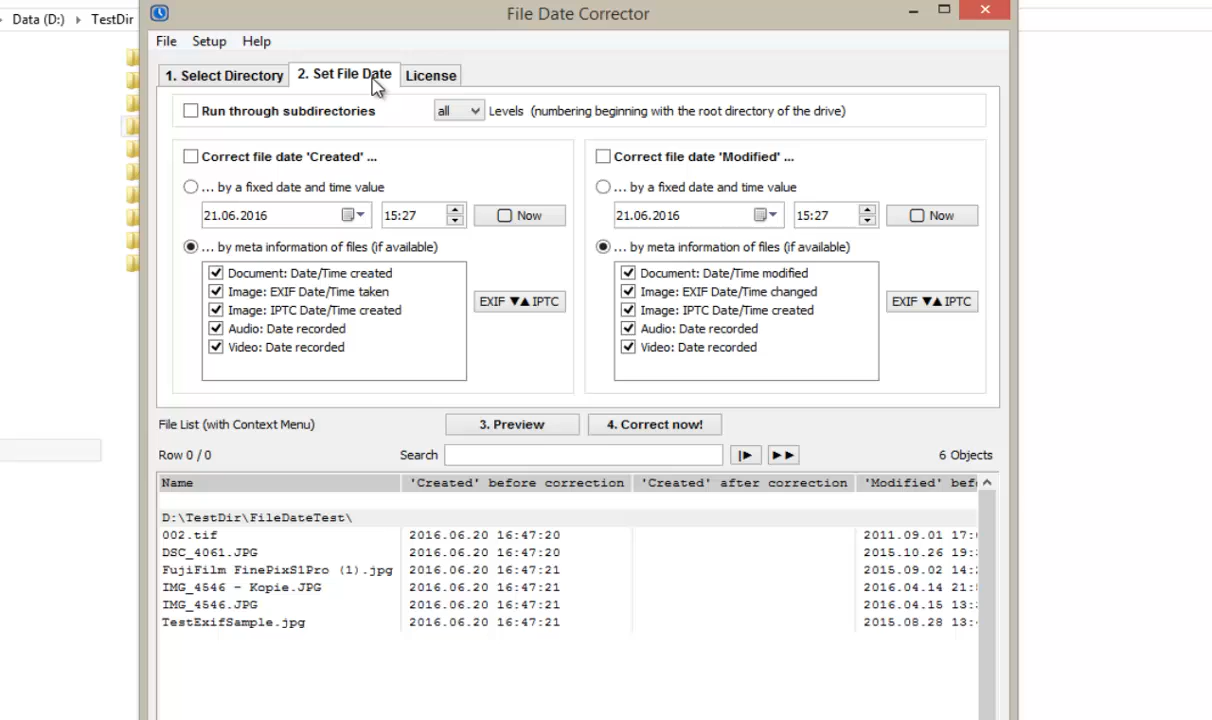 Data (D:) TestDir
File Date Corrector
File Setup Help
1. Select Directory 2. Set File Date License
Run through subdirectories all Levels (numbering beginning with the root directory of the drive)
Correct file date 'Created' ... Correct file date 'Modified' ...
... by a fixed date and time value ... by a fixed date and time value
21.06.2016 15:27 Now 21.06.2016 15:27 Now
... by meta information of files (if available) ... by meta information of files (if available)
Document: Date/Time created Document: Date/Time modified
Image: EXIF Date/Time taken Image: EXIF Date/Time changed
EXIF ▼▲ IPTC EXIF ▼▲ IPTC
Image: IPTC Date/Time created Image: IPTC Date/Time created
Audio: Date recorded Audio: Date recorded
Video: Date recorded Video: Date recorded
File List (with Context Menu) 3. Preview 4. Correct now!
Row 0 / 0 Search 6 Objects
Name 'Created' before correction 'Created' after correction 'Modified'
D:\TestDir\FileDateTest\
002.tif 2016.06.20 16:47:20 2011.09.01 17:
DSC_4061.JPG 2016.06.20 16:47:20 2015.10.26 19:
FujiFilm FinePixS1Pro (1).jpg 2016.06.20 16:47:21 2015.09.02 14:
IMG_4546 - Kopie.JPG 2016.06.20 16:47:21 2016.04.14 21:
IMG_4546.JPG 2016.06.20 16:47:21 2016.04.15 13:
TestExifSample.jpg 2016.06.20 16:47:21 2015.08.28 13: